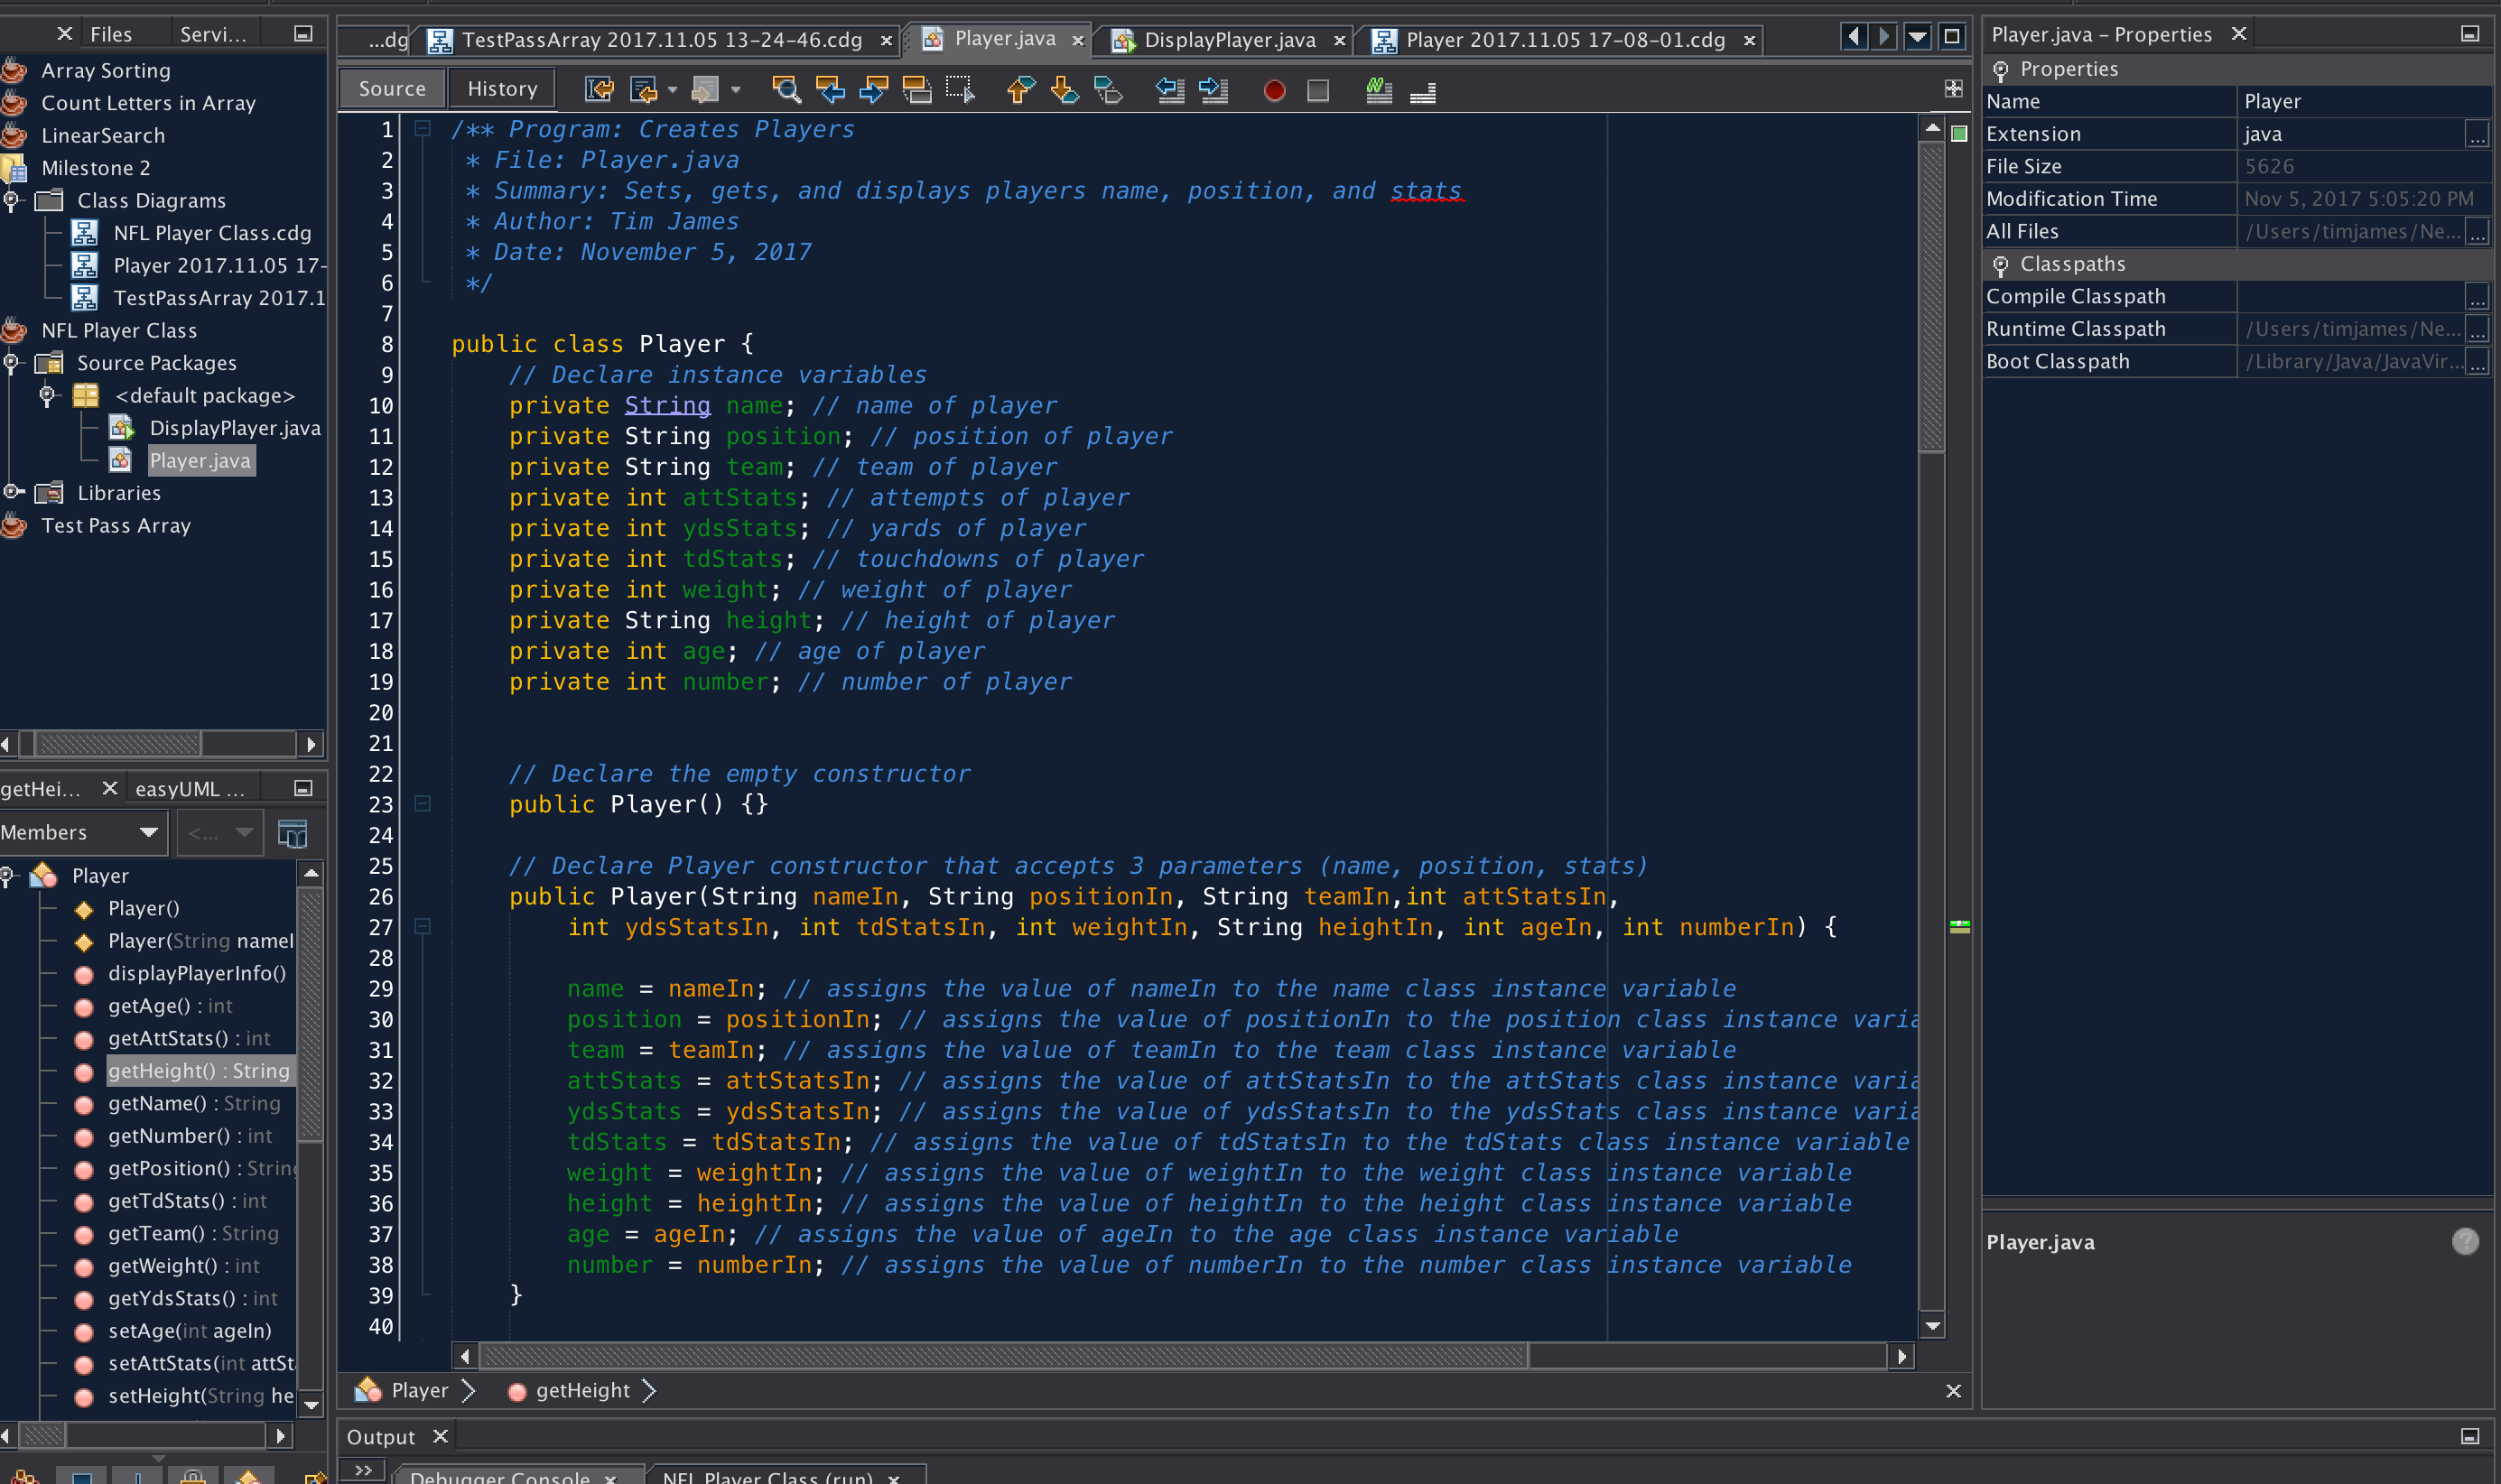 Files
Servi...
Array Sorting
Count Letters in Array
LinearSearch
Milestone 2
Class Diagrams
NFL Player Class.cdg
Player 2017.11.05 17-
TestPassArray 2017.1
NFL Player Class
Source Packages
<default package>
DisplayPlayer.java
Player.java
Libraries
Test Pass Array
getHei...
easyUML ...
Members
<...
Player
Player()
Player(String nameI
displayPlayerInfo()
getAge() : int
getAttStats() : int
getHeight() : String
getName() : String
getNumber() : int
getPosition() : String
getTdStats() : int
getTeam() : String
getWeight() : int
getYdsStats() : int
setAge(int ageIn)
setAttStats(int attSta
setHeight(String he
...dg
TestPassArray 2017.11.05 13-24-46.cdg
Player.java
DisplayPlayer.java
Player 2017.11.05 17-08-01.cdg
Source
History
1 /** Program: Creates Players
2 * File: Player.java
3 * Summary: Sets, gets, and displays players name, position, and stats
4 * Author: Tim James
5 * Date: November 5, 2017
6 */
7
8 public class Player {
9 // Declare instance variables
10 private String name; // name of player
11 private String position; // position of player
12 private String team; // team of player
13 private int attStats; // attempts of player
14 private int ydsStats; // yards of player
15 private int tdStats; // touchdowns of player
16 private int weight; // weight of player
17 private String height; // height of player
18 private int age; // age of player
19 private int number; // number of player
20
21
22 // Declare the empty constructor
23 public Player() {}
24
25 // Declare Player constructor that accepts 3 parameters (name, position, stats)
26 public Player(String nameIn, String positionIn, String teamIn,int attStatsIn,
27 int ydsStatsIn, int tdStatsIn, int weightIn, String heightIn, int ageIn, int numberIn) {
28
29 name = nameIn; // assigns the value of nameIn to the name class instance variable
30 position = positionIn; // assigns the value of positionIn to the position class instance varia
31 team = teamIn; // assigns the value of teamIn to the team class instance variable
32 attStats = attStatsIn; // assigns the value of attStatsIn to the attStats class instance varia
33 ydsStats = ydsStatsIn; // assigns the value of ydsStatsIn to the ydsStats class instance varia
34 tdStats = tdStatsIn; // assigns the value of tdStatsIn to the tdStats class instance variable
35 weight = weightIn; // assigns the value of weightIn to the weight class instance variable
36 height = heightIn; // assigns the value of heightIn to the height class instance variable
37 age = ageIn; // assigns the value of ageIn to the age class instance variable
38 number = numberIn; // assigns the value of numberIn to the number class instance variable
39 }
40
Player
getHeight
Output
Debugger Console
NFL Player Class (run)
Player.java – Properties
Properties
Name Player
Extension java ...
File Size 5626
Modification Time Nov 5, 2017 5:05:20 PM
All Files /Users/timjames/Ne... ...
Classpaths
Compile Classpath ...
Runtime Classpath /Users/timjames/Ne... ...
Boot Classpath /Library/Java/JavaVir... ...
Player.java
?